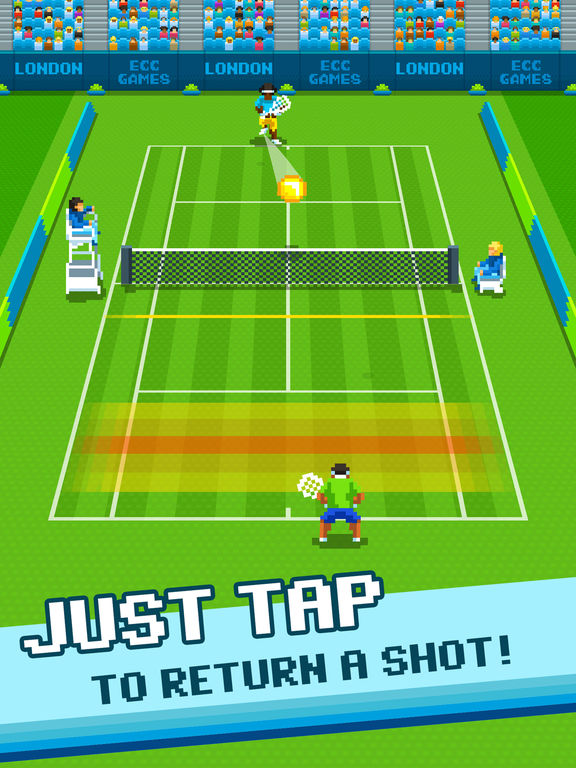 LONDON
ECC
GAMES
LONDON
ECC
GAMES
LONDON
ECC
GAMES
JUST TAP
TO RETURN A SHOT!